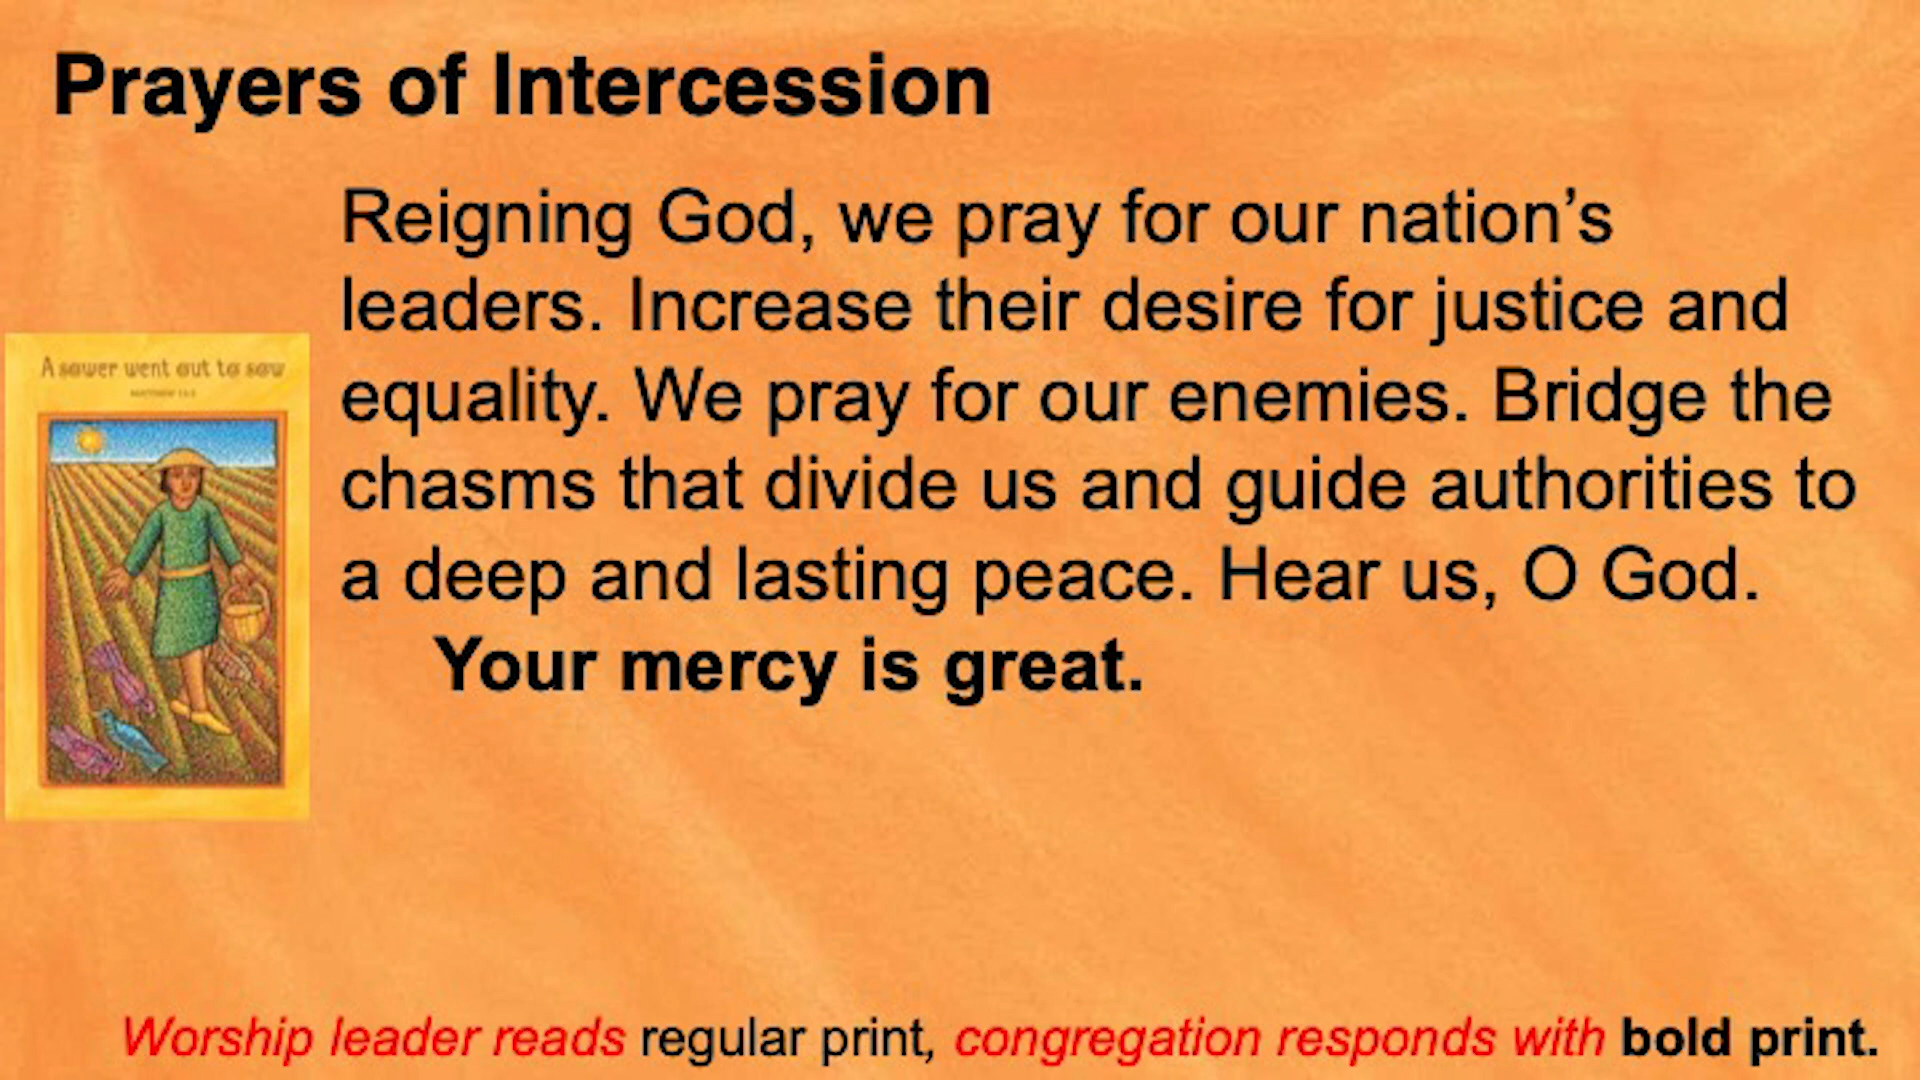 Prayers of Intercession
Reigning God, we pray for our nation’s
leaders. Increase their desire for justice and
equality. We pray for our enemies. Bridge the
chasms that divide us and guide authorities to
a deep and lasting peace. Hear us, O God.
Your mercy is great.
A sower went out to sow
Worship leader reads regular print, congregation responds with bold print.